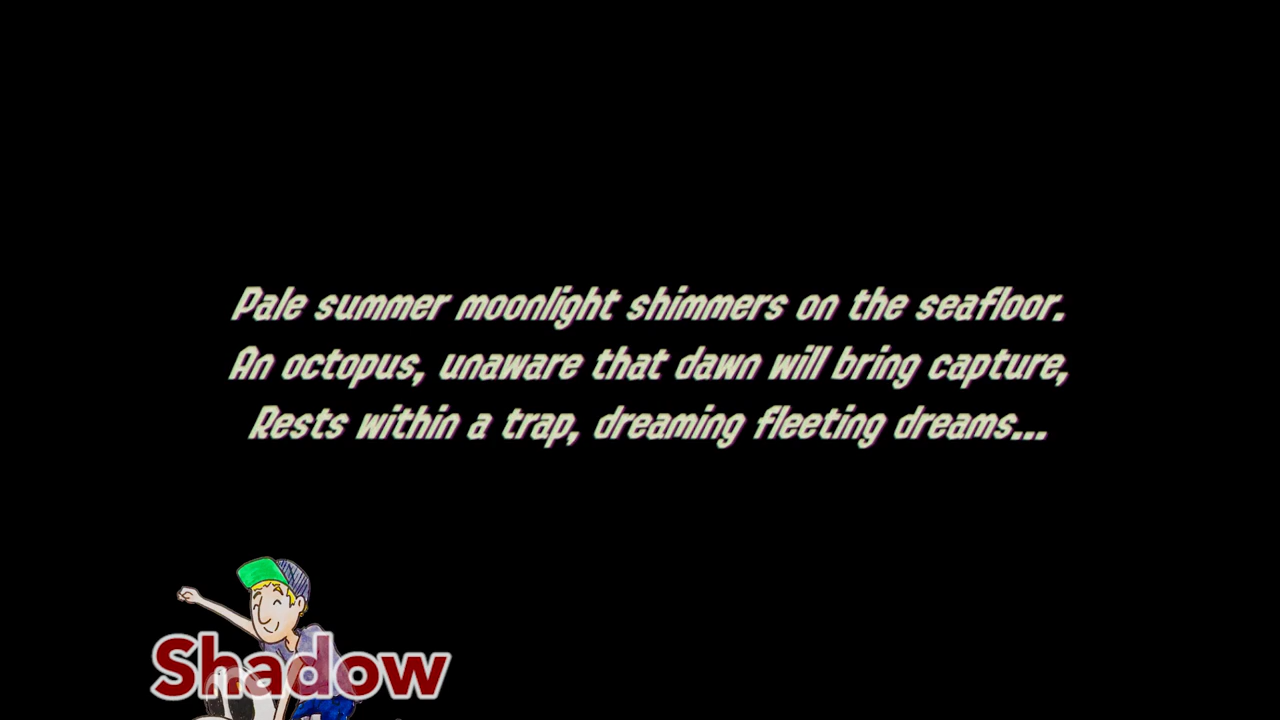 Pale summer moonlight shimmers on the seafloor.
An octopus, unaware that dawn will bring capture,
Rests within a trap, dreaming fleeting dreams...
Shadow